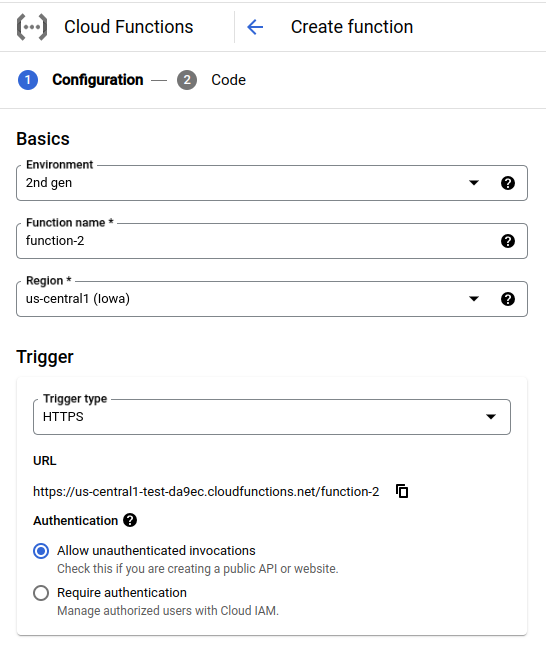 Cloud Functions
Create function
1 Configuration — 2 Code
Basics
Environment
2nd gen
Function name *
function-2
Region *
us-central1 (Iowa)
Trigger
Trigger type
HTTPS
URL
https://us-central1-test-da9ec.cloudfunctions.net/function-2
Authentication
Allow unauthenticated invocations
Check this if you are creating a public API or website.
Require authentication
Manage authorized users with Cloud IAM.